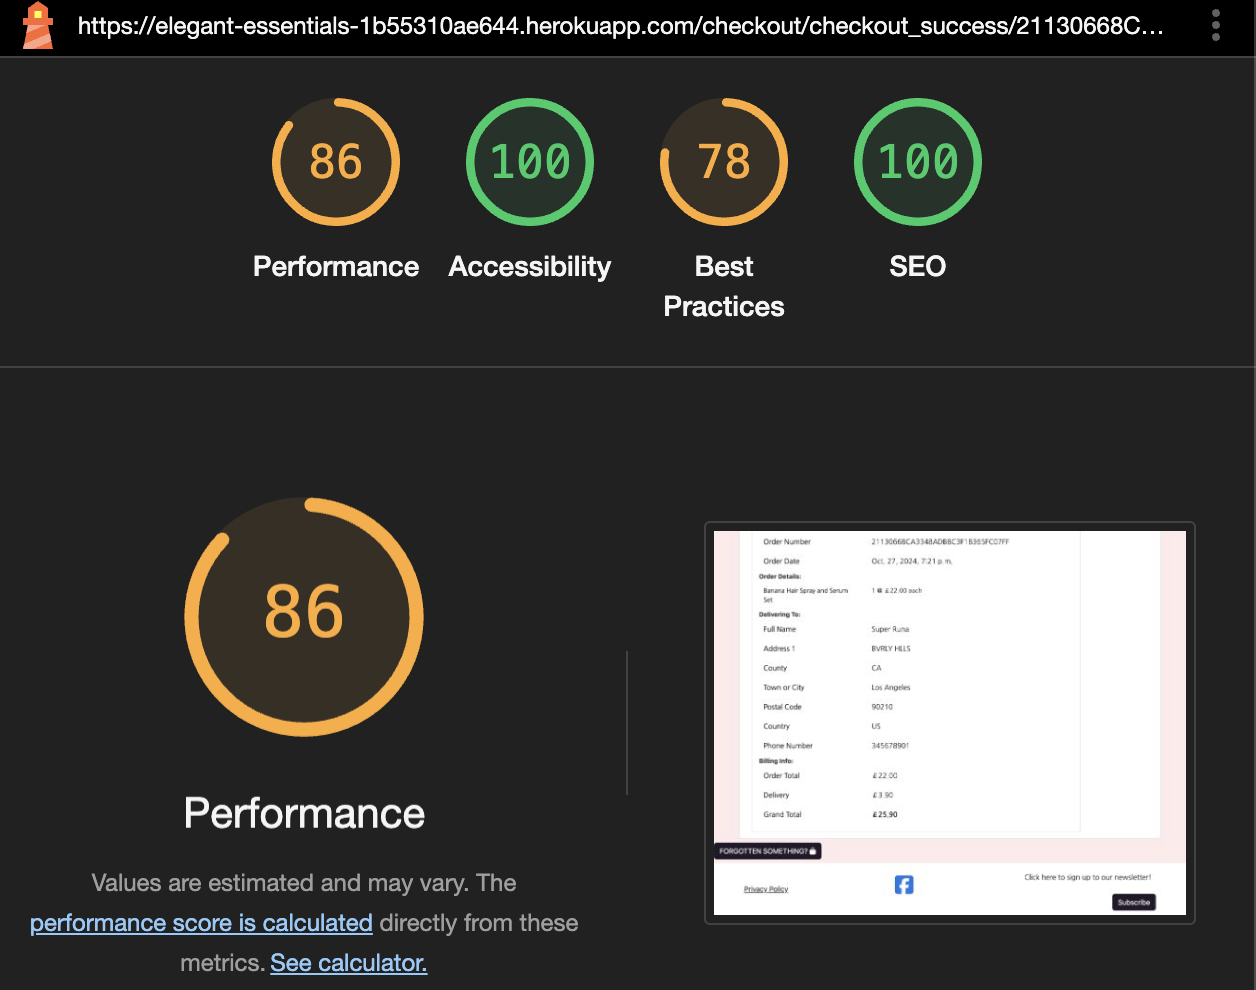 https://elegant-essentials-1b55310ae644.herokuapp.com/checkout/checkout_success/21130668C...
86
100
78
100
Performance
Accessibility
Best
Practices
SEO
86
Performance
Values are estimated and may vary. The
performance score is calculated directly from these
metrics. See calculator.
Order Number
Order Date Oct. 27, 2024, 7:21 p.m.
Order Details:
Banana Hair Spray and Serum 1 @ £22.00 each
Set
Delivering To:
Full Name Super Runa
Address 1 BVRLY HLLS
County CA
Town or City Los Angeles
Postal Code 90210
Country US
Phone Number 345678901
Billing Info:
Order Total £22.00
Delivery £3.90
Grand Total £25.90
FORGOTTEN SOMETHING?
Privacy Policy
Click here to sign up to our newsletter!
Subscribe